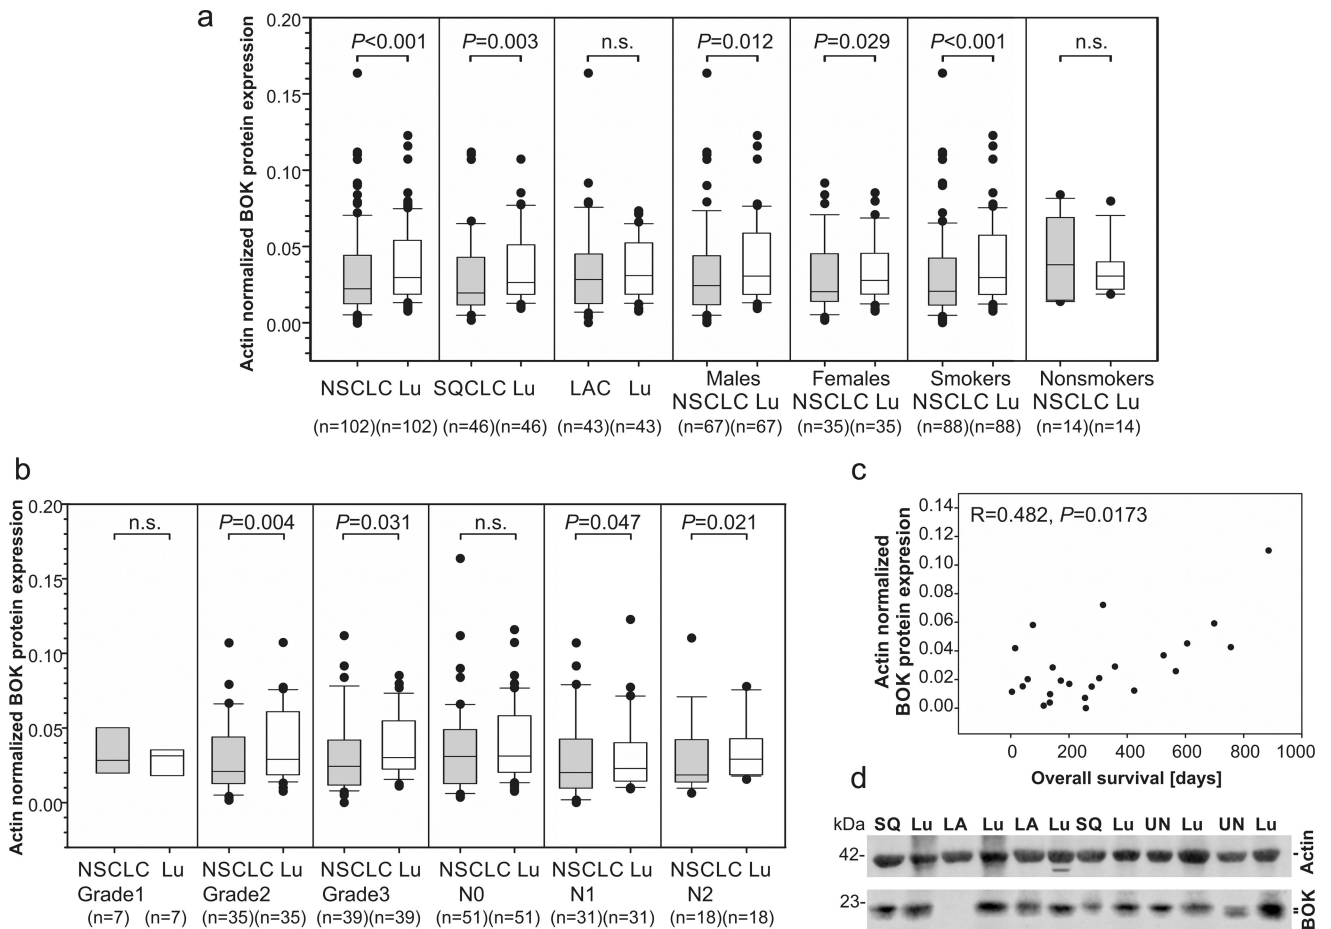 a
Actin normalized BOK protein expression
0.20
0.15
0.10
0.05
0.00
P<0.001
P=0.003
n.s.
P=0.012
P=0.029
P<0.001
n.s.
NSCLC Lu
SQCLC Lu
LAC Lu
Males
NSCLC Lu
Females
NSCLC Lu
Smokers
NSCLC Lu
Nonsmokers
NSCLC Lu
(n=102)(n=102)
(n=46)(n=46)
(n=43)(n=43)
(n=67)(n=67)
(n=35)(n=35)
(n=88)(n=88)
(n=14)(n=14)
b
Actin normalized BOK protein expression
0.20
0.15
0.10
0.05
0.00
n.s.
P=0.004
P=0.031
n.s.
P=0.047
P=0.021
NSCLC Lu
Grade1
(n=7) (n=7)
NSCLC Lu
Grade2
(n=35)(n=35)
NSCLC Lu
Grade3
(n=39)(n=39)
NSCLC Lu
N0
(n=51)(n=51)
NSCLC Lu
N1
(n=31)(n=31)
NSCLC Lu
N2
(n=18)(n=18)
c
Actin normalized
BOK protein expression
0.14
0.12
0.10
0.08
0.06
0.04
0.02
0.00
R=0.482, P=0.0173
0 200 400 600 800 1000
Overall survival [days]
d
kDa SQ Lu LA Lu LA Lu SQ Lu UN Lu UN Lu
42-
- Actin
23-
= BOK